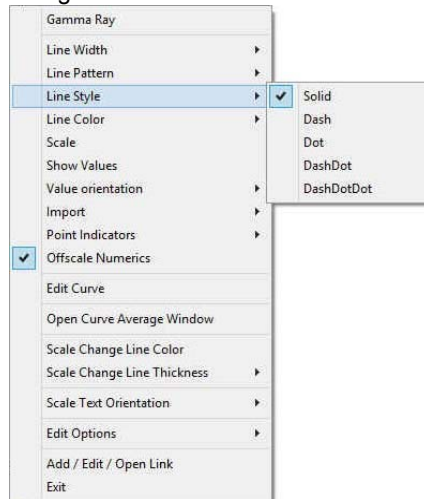 Gamma Ray
Line Width
Line Pattern
Line Style
Solid
Dash
Dot
DashDot
DashDotDot
Line Color
Scale
Show Values
Value orientation
Import
Point Indicators
Offscale Numerics
Edit Curve
Open Curve Average Window
Scale Change Line Color
Scale Change Line Thickness
Scale Text Orientation
Edit Options
Add / Edit / Open Link
Exit